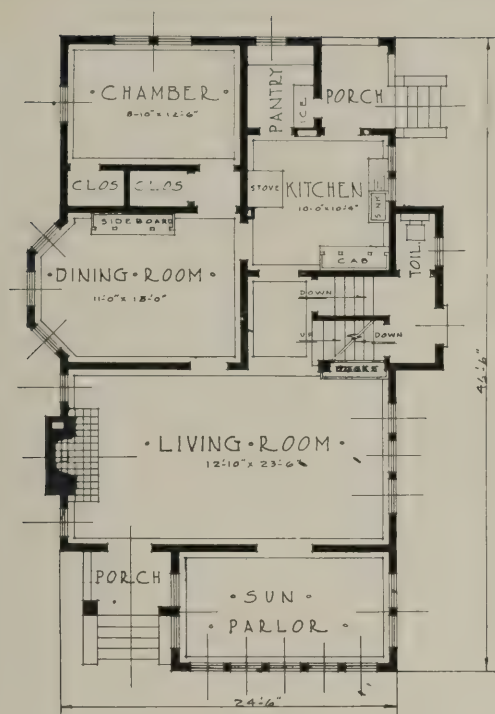 CHAMBER
8'-10" x 12'-6"
PANTRY
ICE
PORCH
CLOS
CLOS
STOVE
KITCHEN
10'-0" x 10'-4"
SINK
SIDEBOARD
CAB
TOIL
DINING · ROOM
11'-0" x 13'-0"
DOWN
UP
DOWN
BOOKS
· LIVING · ROOM ·
12'-10" x 23'-6"
PORCH
· SUN ·
PARLOR ·
24'-6"